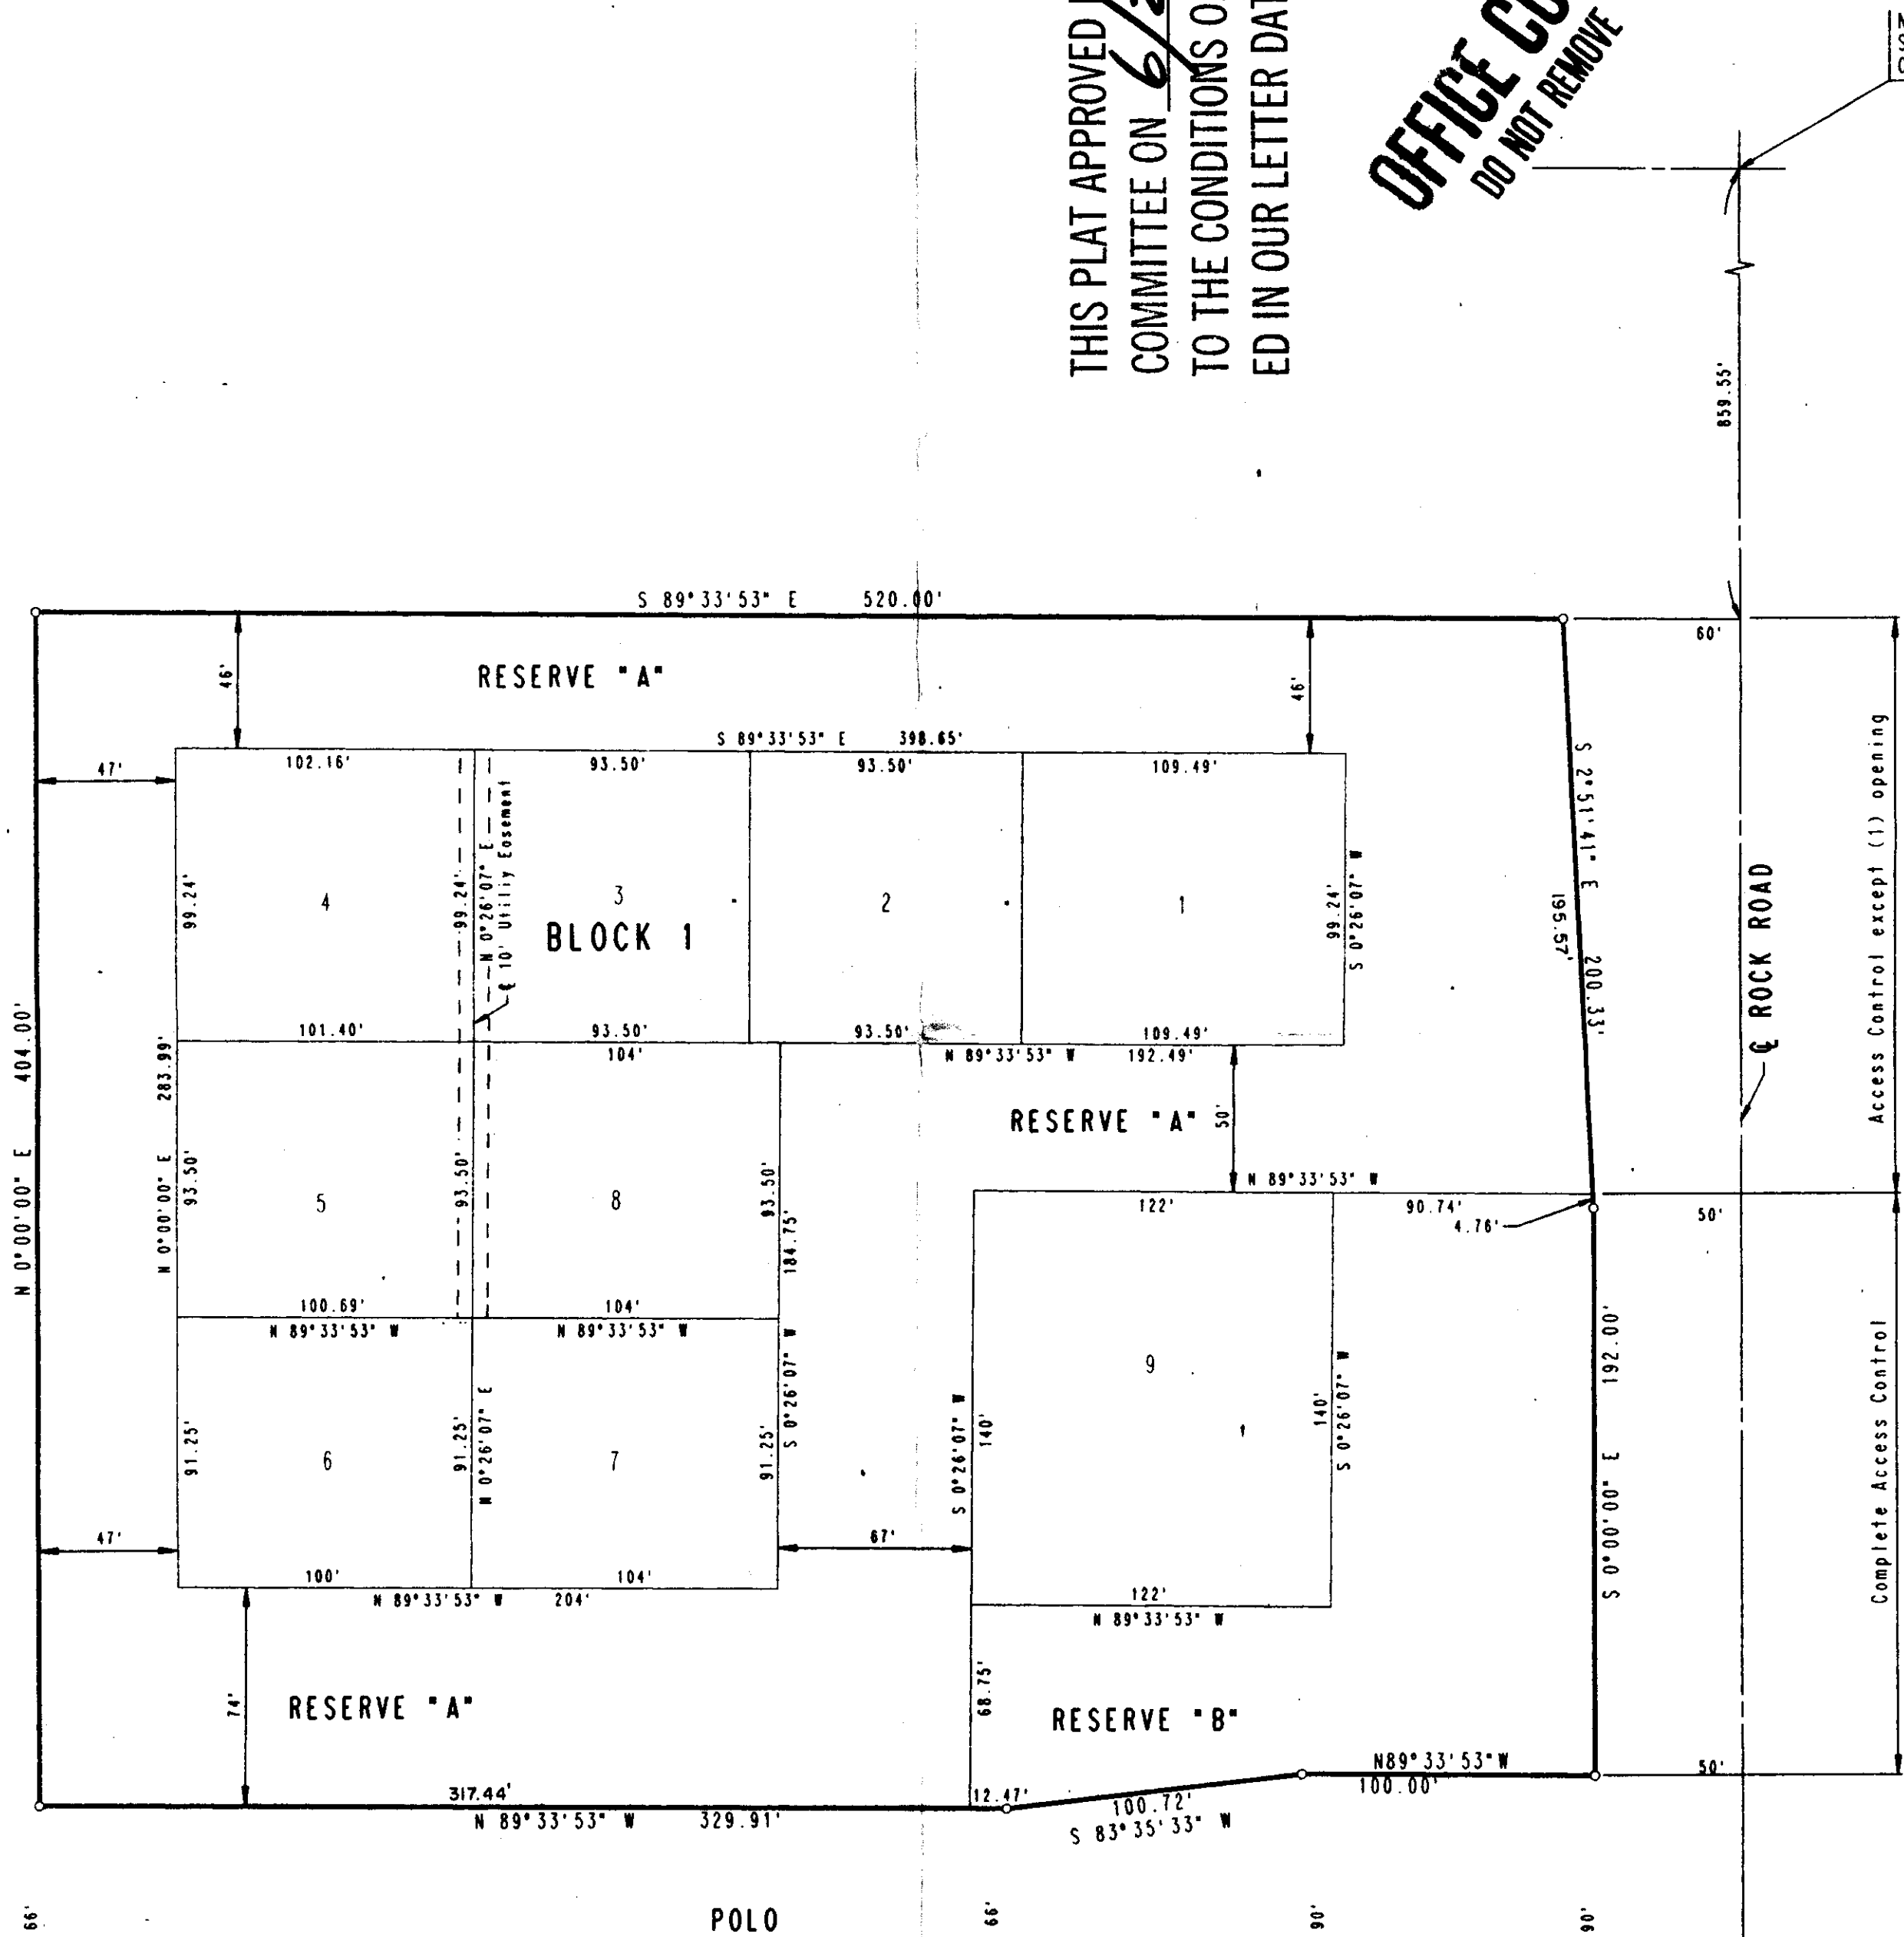 THIS PLAT APPROVED
COMMITTEE ON 6/
TO THE CONDITIONS
ED IN OUR LETTER
OFFICE
DO NOT REMOVE
859.55'
S 89°33'53" E 520.00'
60'
46'
RESERVE "A"
46'
S 89°33'53" E 398.65'
47'
102.16'
93.50'
93.50'
109.49'
S 2°51'41" E 200.33'
195.57'
Access Control except (1) opening
℄ ROCK ROAD
N 0°00'00" E 404.00'
99.24'
4
99.24'
N 0°26'07" E
℄ 10' Utiliy Easement
3
BLOCK 1
2
1
99.24'
S 0°26'07" W
101.40'
93.50'
93.50'
109.49'
104'
N 89°33'53" W 192.49'
N 0°00'00" E 283.99'
RESERVE "A"
50'
93.50'
5
93.50'
8
93.50'
184.75'
S 0°26'07" W
N 89°33'53" W
122'
90.74'
4.76'
50'
100.69'
104'
N 89°33'53" W
N 89°33'53" W
9
S 0°26'07" W
140'
140'
S 0°26'07" W
S 0°00'00" E 192.00'
Complete Access Control
91.25'
6
91.25'
N 0°26'07" E
7
91.25'
47'
67'
100'
104'
N 89°33'53" W 204'
122'
N 89°33'53" W
74'
RESERVE "A"
68.75'
RESERVE "B"
N89°33'53"W
100.00'
50'
317.44'
12.47'
100.72'
N 89°33'53" W 329.91'
S 83°35'33" W
66'
POLO
66'
90'
90'